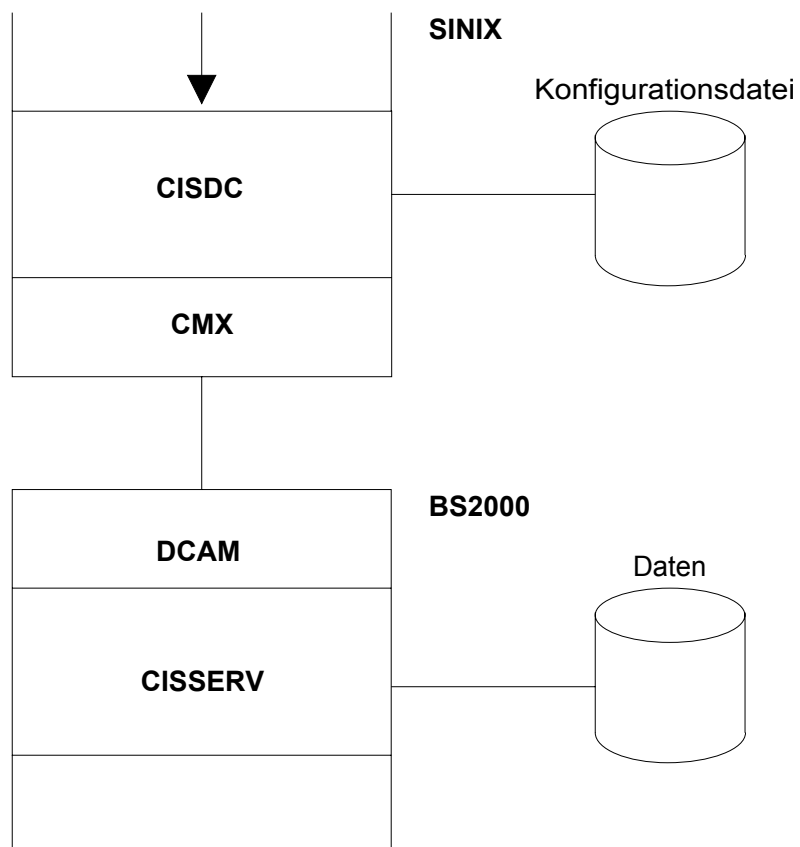 SINIX
Konfigurationsdatei
CISDC
CMX
BS2000
DCAM
Daten
CISSERV